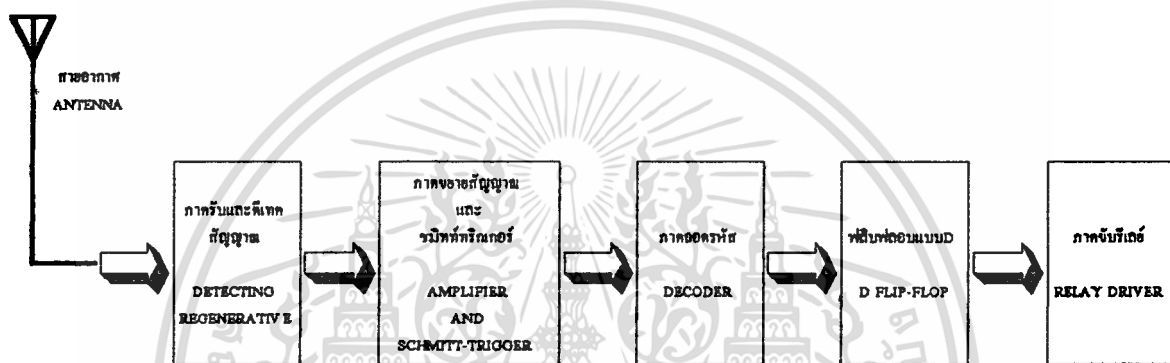 สายอากาศ
ANTENNA
ภาครับและดีเทค
สัญญาณ
DETECTING
REGENERATIVE
ภาคขยายสัญญาณ
และ
ชมิทท์ทริกเกอร์
AMPLIFIER
AND
SCHMITT-TRIGGER
ภาคถอดรหัส
DECODER
ฟลิบฟลอบแบบD
D FLIP-FLOP
ภาคขับรีเลย์
RELAY DRIVER